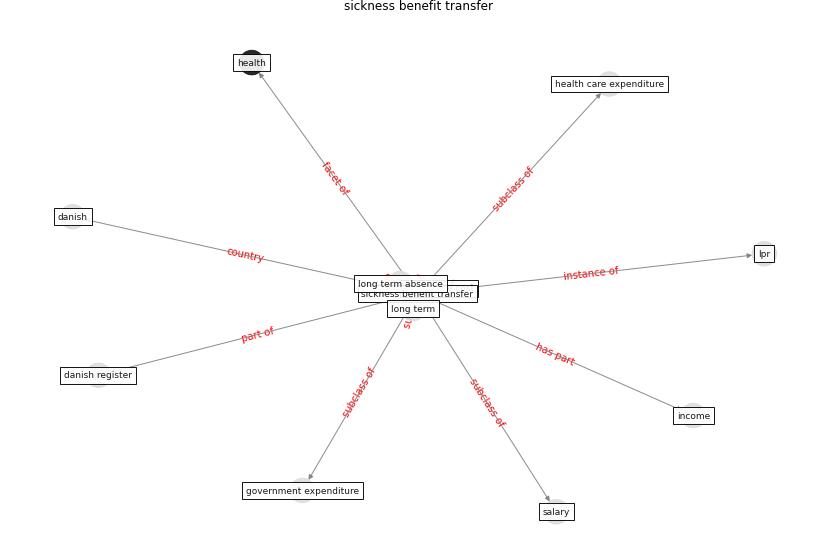 sickness benefit transfer
health
health care expenditure
facet of
subclass of
danish
country
lpr
instance of
long term absence
sickness benefit transfer
long term
part of
has part
danish register
subclass of
subclass of
income
government expenditure
salary